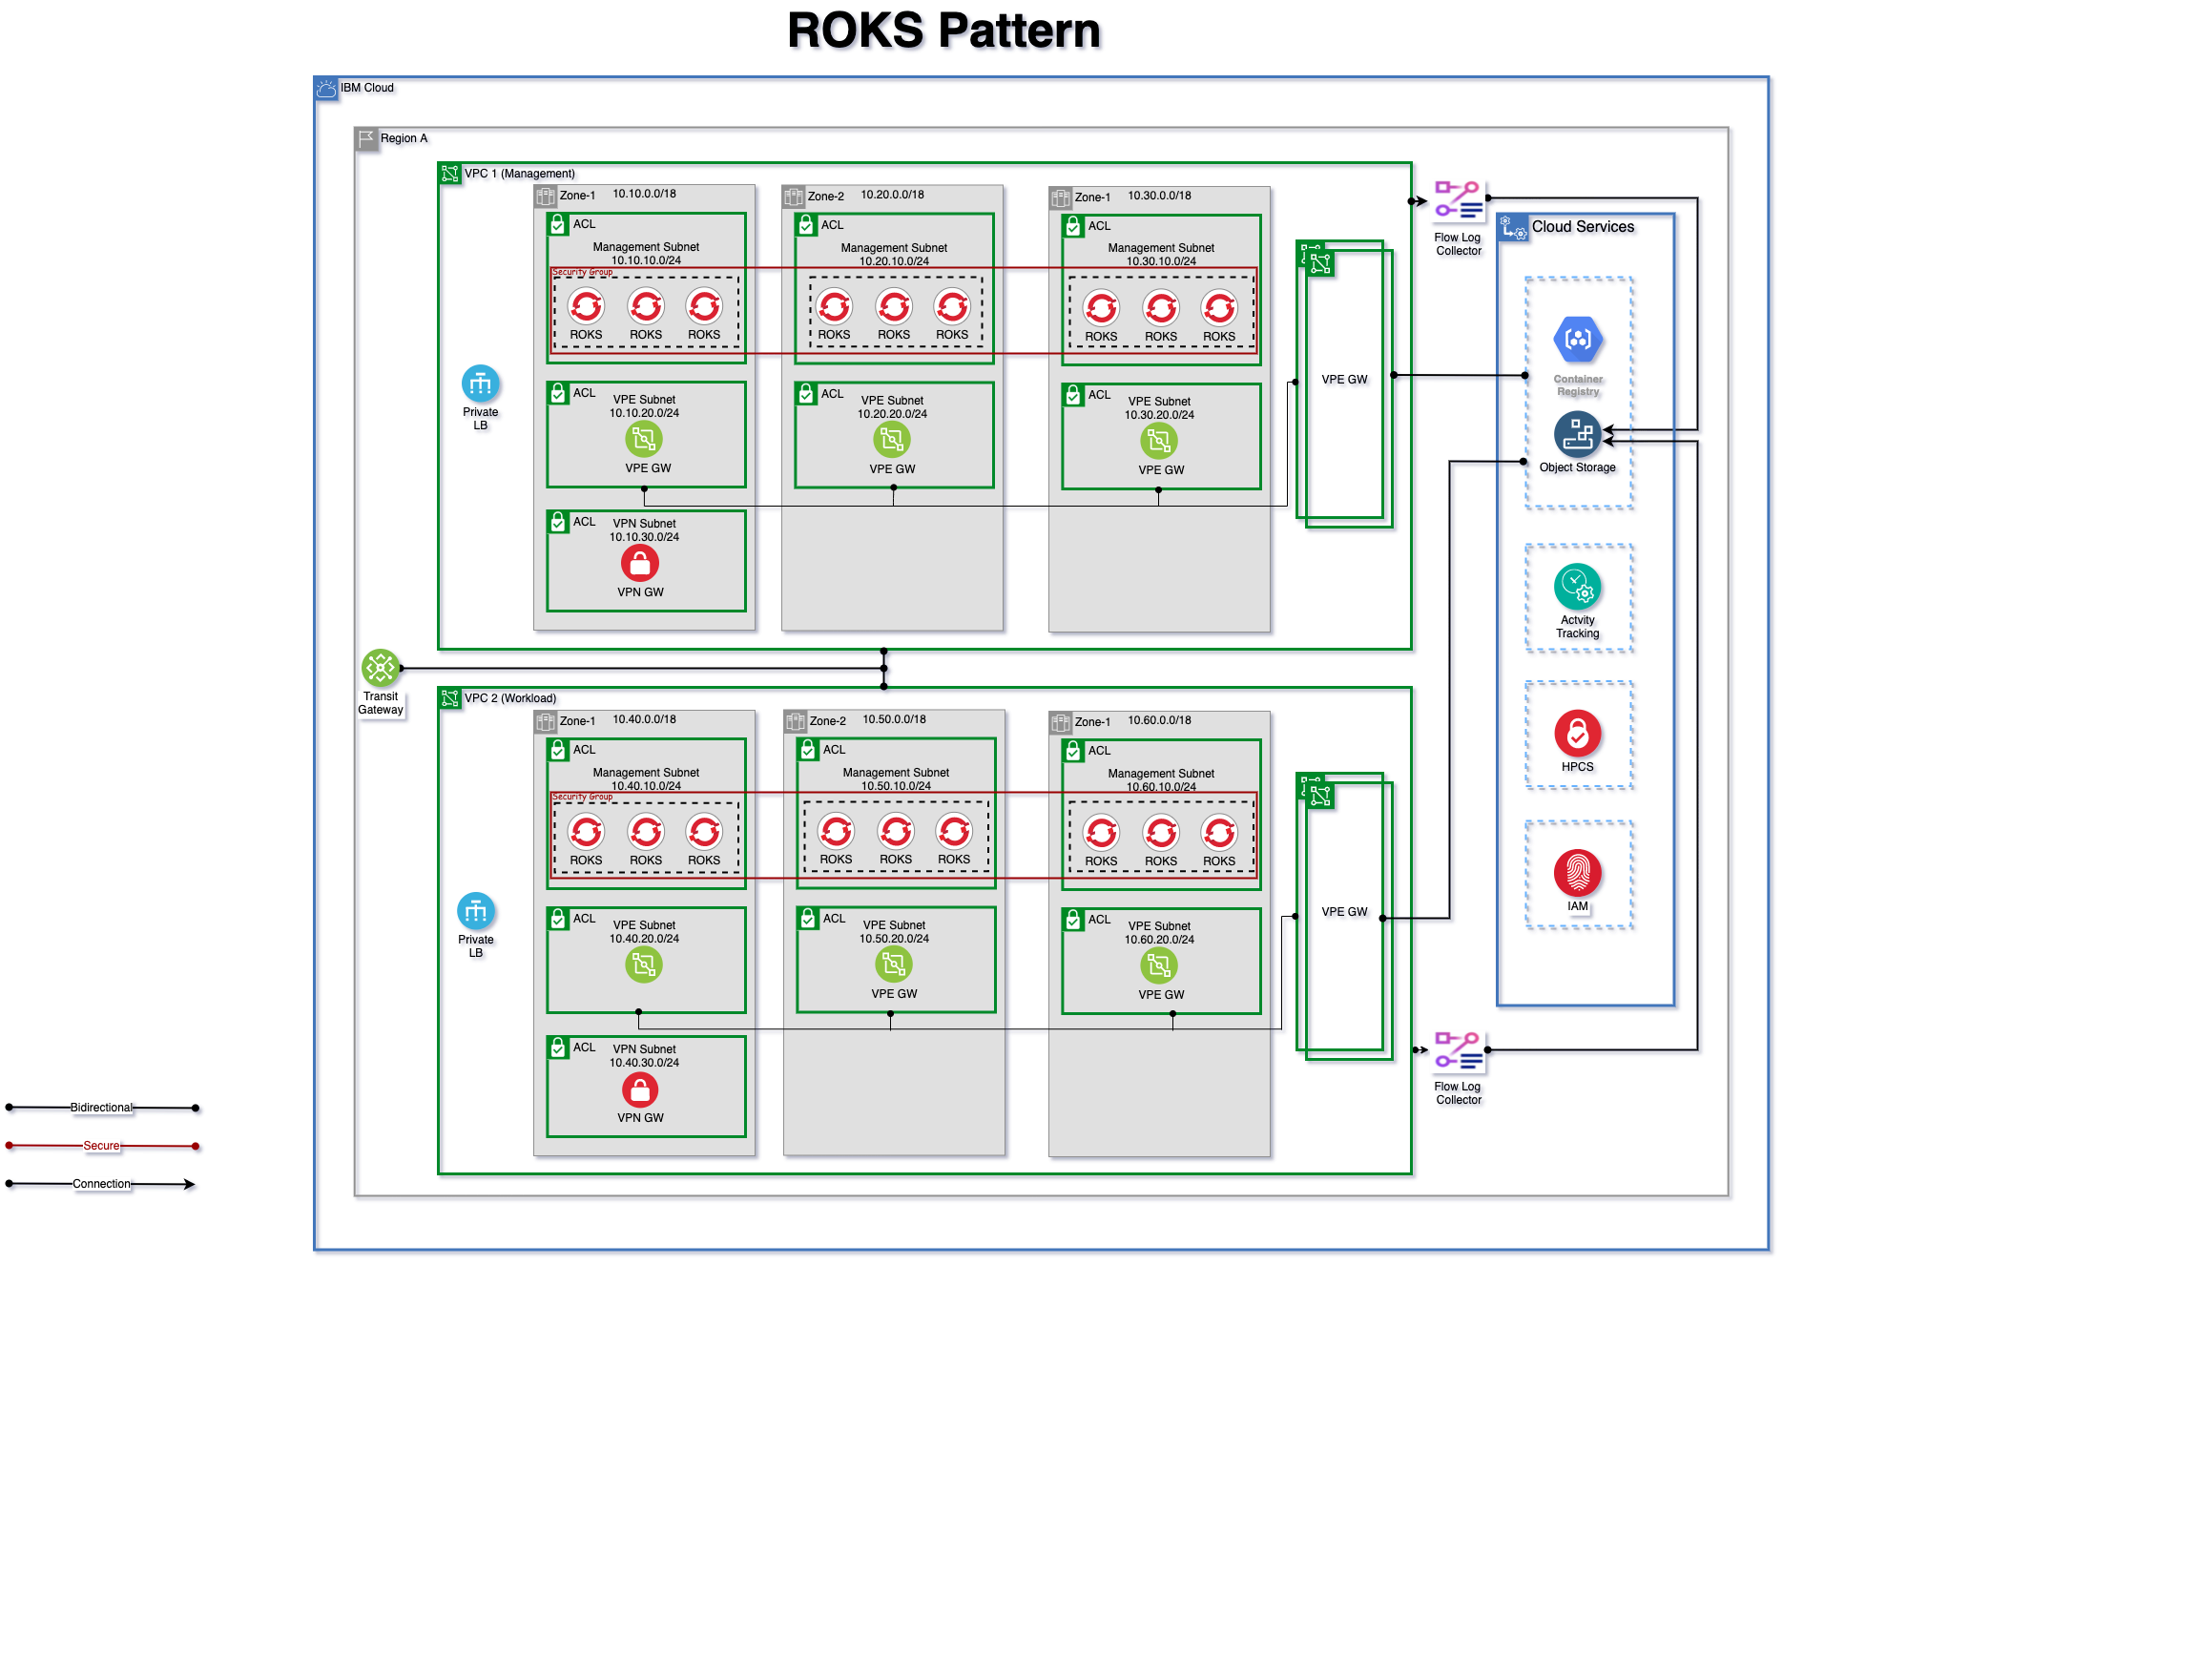 ROKS Pattern
IBM Cloud
Region A
VPC 1 (Management)
Zone-1 10.10.0.0/18
ACL
Management Subnet
10.10.10.0/24
Security Group
ROKS ROKS ROKS
ACL
VPE Subnet
10.10.20.0/24
VPE GW
ACL
VPN Subnet
10.10.30.0/24
VPN GW
Zone-2 10.20.0.0/18
ACL
Management Subnet
10.20.10.0/24
ROKS ROKS ROKS
ACL
VPE Subnet
10.20.20.0/24
VPE GW
Zone-1 10.30.0.0/18
ACL
Management Subnet
10.30.10.0/24
ROKS ROKS ROKS
ACL
VPE Subnet
10.30.20.0/24
VPE GW
Private
LB
VPE GW
Flow Log
Collector
Cloud Services
Container
Registry
Object Storage
Actvity
Tracking
HPCS
IAM
Transit
Gateway
VPC 2 (Workload)
Zone-1 10.40.0.0/18
ACL
Management Subnet
10.40.10.0/24
Security Group
ROKS ROKS ROKS
ACL
VPE Subnet
10.40.20.0/24
ACL
VPN Subnet
10.40.30.0/24
VPN GW
Zone-2 10.50.0.0/18
ACL
Management Subnet
10.50.10.0/24
ROKS ROKS ROKS
ACL
VPE Subnet
10.50.20.0/24
VPE GW
Zone-1 10.60.0.0/18
ACL
Management Subnet
10.60.10.0/24
ROKS ROKS ROKS
ACL
VPE Subnet
10.60.20.0/24
VPE GW
Private
LB
VPE GW
Flow Log
Collector
Bidirectional
Secure
Connection